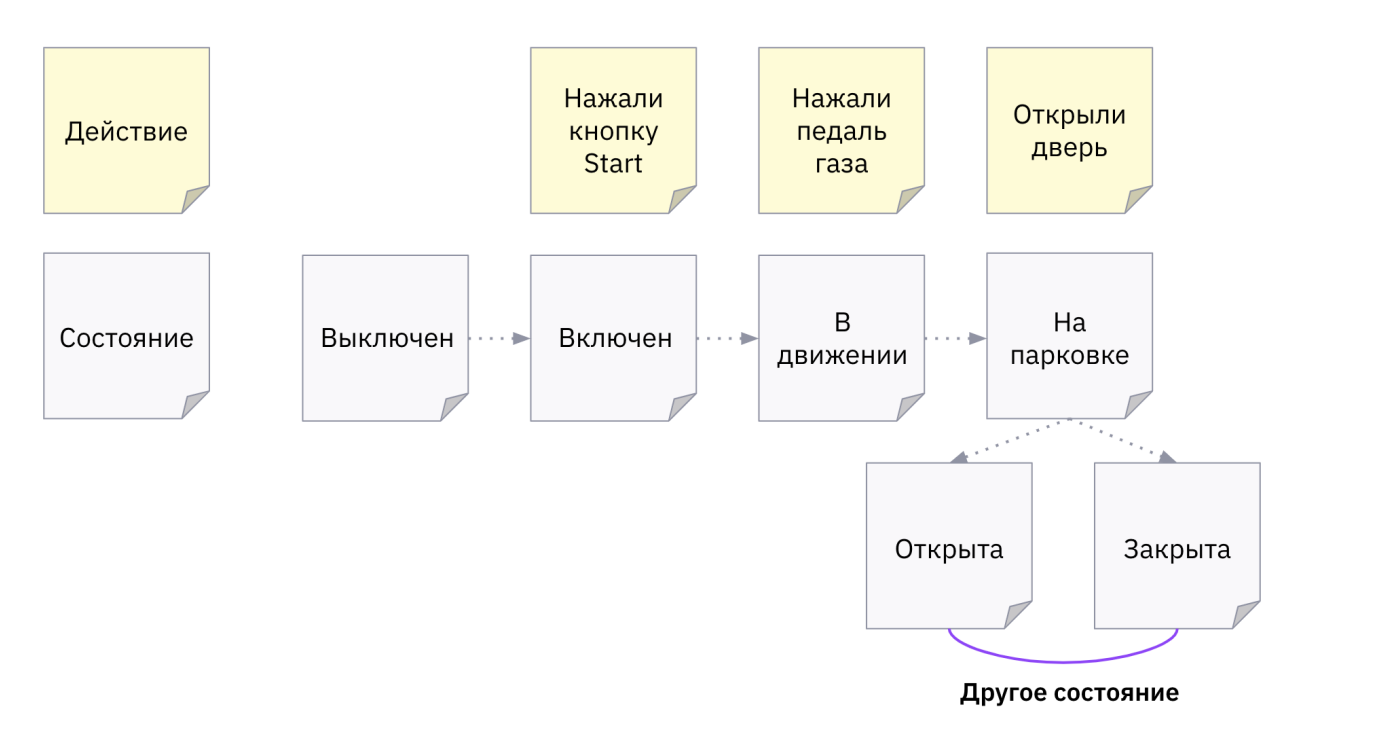 Действие
Нажали
кнопку
Start
Нажали
педаль
газа
Открыли
дверь
Состояние
Выключен
Включен
В
движении
На
парковке
Открыта
Закрыта
Другое состояние